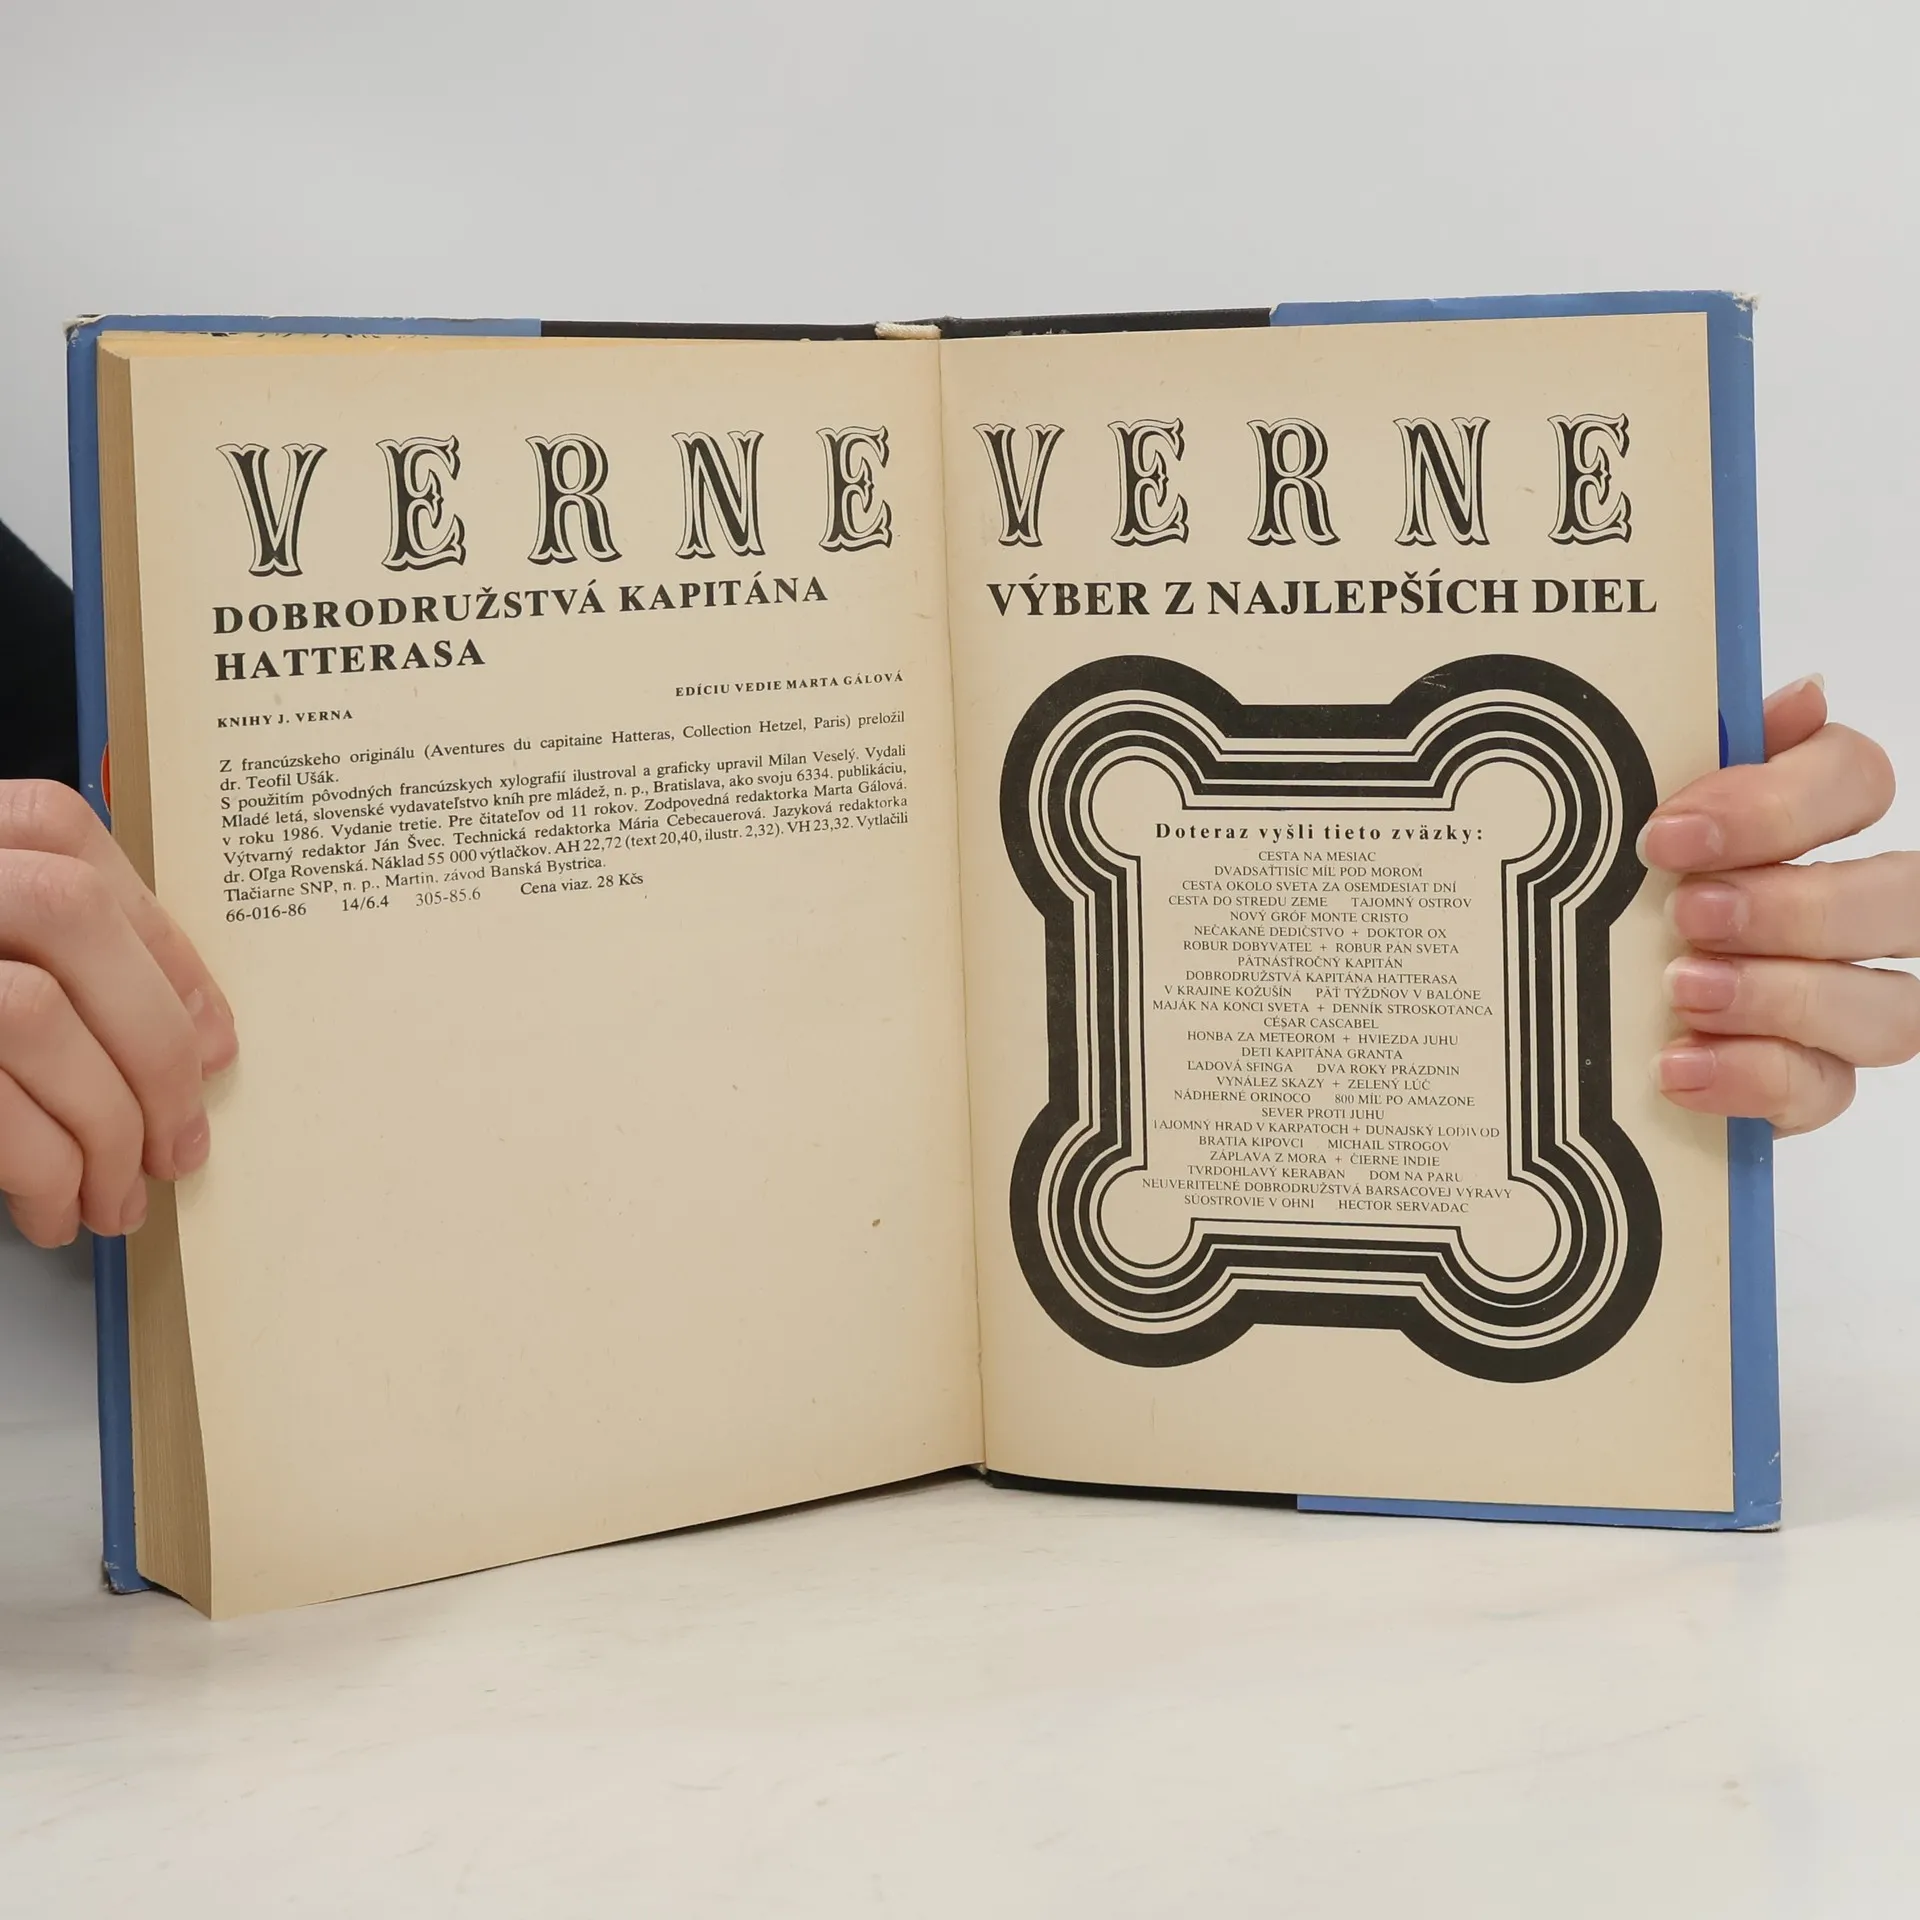 VERNE
DOBRODRUŽSTVÁ KAPITÁNA
HATTERASA
EDÍCIU VEDIE MARTA GÁLOVÁ
KNIHY J. VERNA
Z francúzskeho originálu (Aventures du capitaine Hatteras, Collection Hetzel, Paris) preložil
dr. Teofil Ušák.
S použitím pôvodných francúzskych xylografií ilustroval a graficky upravil Milan Veselý. Vydali
Mladé letá, slovenské vydavateľstvo kníh pre mládež, n. p., Bratislava, ako svoju 6334. publikáciu,
v roku 1986. Vydanie tretie. Pre čitateľov od 11 rokov. Zodpovedná redaktorka Marta Gálová.
Výtvarný redaktor Ján Švec. Technická redaktorka Mária Cebecauerová. Jazyková redaktorka
dr. Oľga Rovenská. Náklad 55 000 výtlačkov. AH 22,72 (text 20,40, ilustr. 2,32). VH 23,32. Vytlačili
Tlačiarne SNP, n. p., Martin, závod Banská Bystrica.
66-016-86 14/6.4 305-85.6 Cena viaz. 28 Kčs
VERNE
VÝBER Z NAJLEPŠÍCH DIEL
Doteraz vyšli tieto zväzky:
CESTA NA MESIAC
DVADSAŤTISÍC MÍĽ POD MOROM
CESTA OKOLO SVETA ZA OSEMDESIAT DNÍ
CESTA DO STREDU ZEME TAJOMNÝ OSTROV
NOVÝ GRÓF MONTE CRISTO
NEČAKANÉ DEDIČSTVO + DOKTOR OX
ROBUR DOBYVATEĽ + ROBUR PÁN SVETA
PÄTNÁSŤROČNÝ KAPITÁN
DOBRODRUŽSTVÁ KAPITÁNA HATTERASA
V KRAJINE KOŽUŠÍN PÄŤ TÝŽDŇOV V BALÓNE
MAJÁK NA KONCI SVETA + DENNÍK STROSKOTANCA
CÉSAR CASCABEL
HONBA ZA METEOROM + HVIEZDA JUHU
DETI KAPITÁNA GRANTA
ĽADOVÁ SFINGA DVA ROKY PRÁZDNIN
VYNÁLEZ SKAZY + ZELENÝ LÚČ
NÁDHERNÉ ORINOCO 800 MÍĽ PO AMAZONE
SEVER PROTI JUHU
TAJOMNÝ HRAD V KARPATOCH + DUNAJSKÝ LODIVOD
BRATIA KIPOVCI MICHAIL STROGOV
ZÁPLAVA Z MORA + ČIERNE INDIE
TVRDOHLAVÝ KERABAN DOM NA PARU
NEUVERITEĽNÉ DOBRODRUŽSTVÁ BARSACOVEJ VÝPRAVY
SÚOSTROVIE V OHNI HECTOR SERVADAC